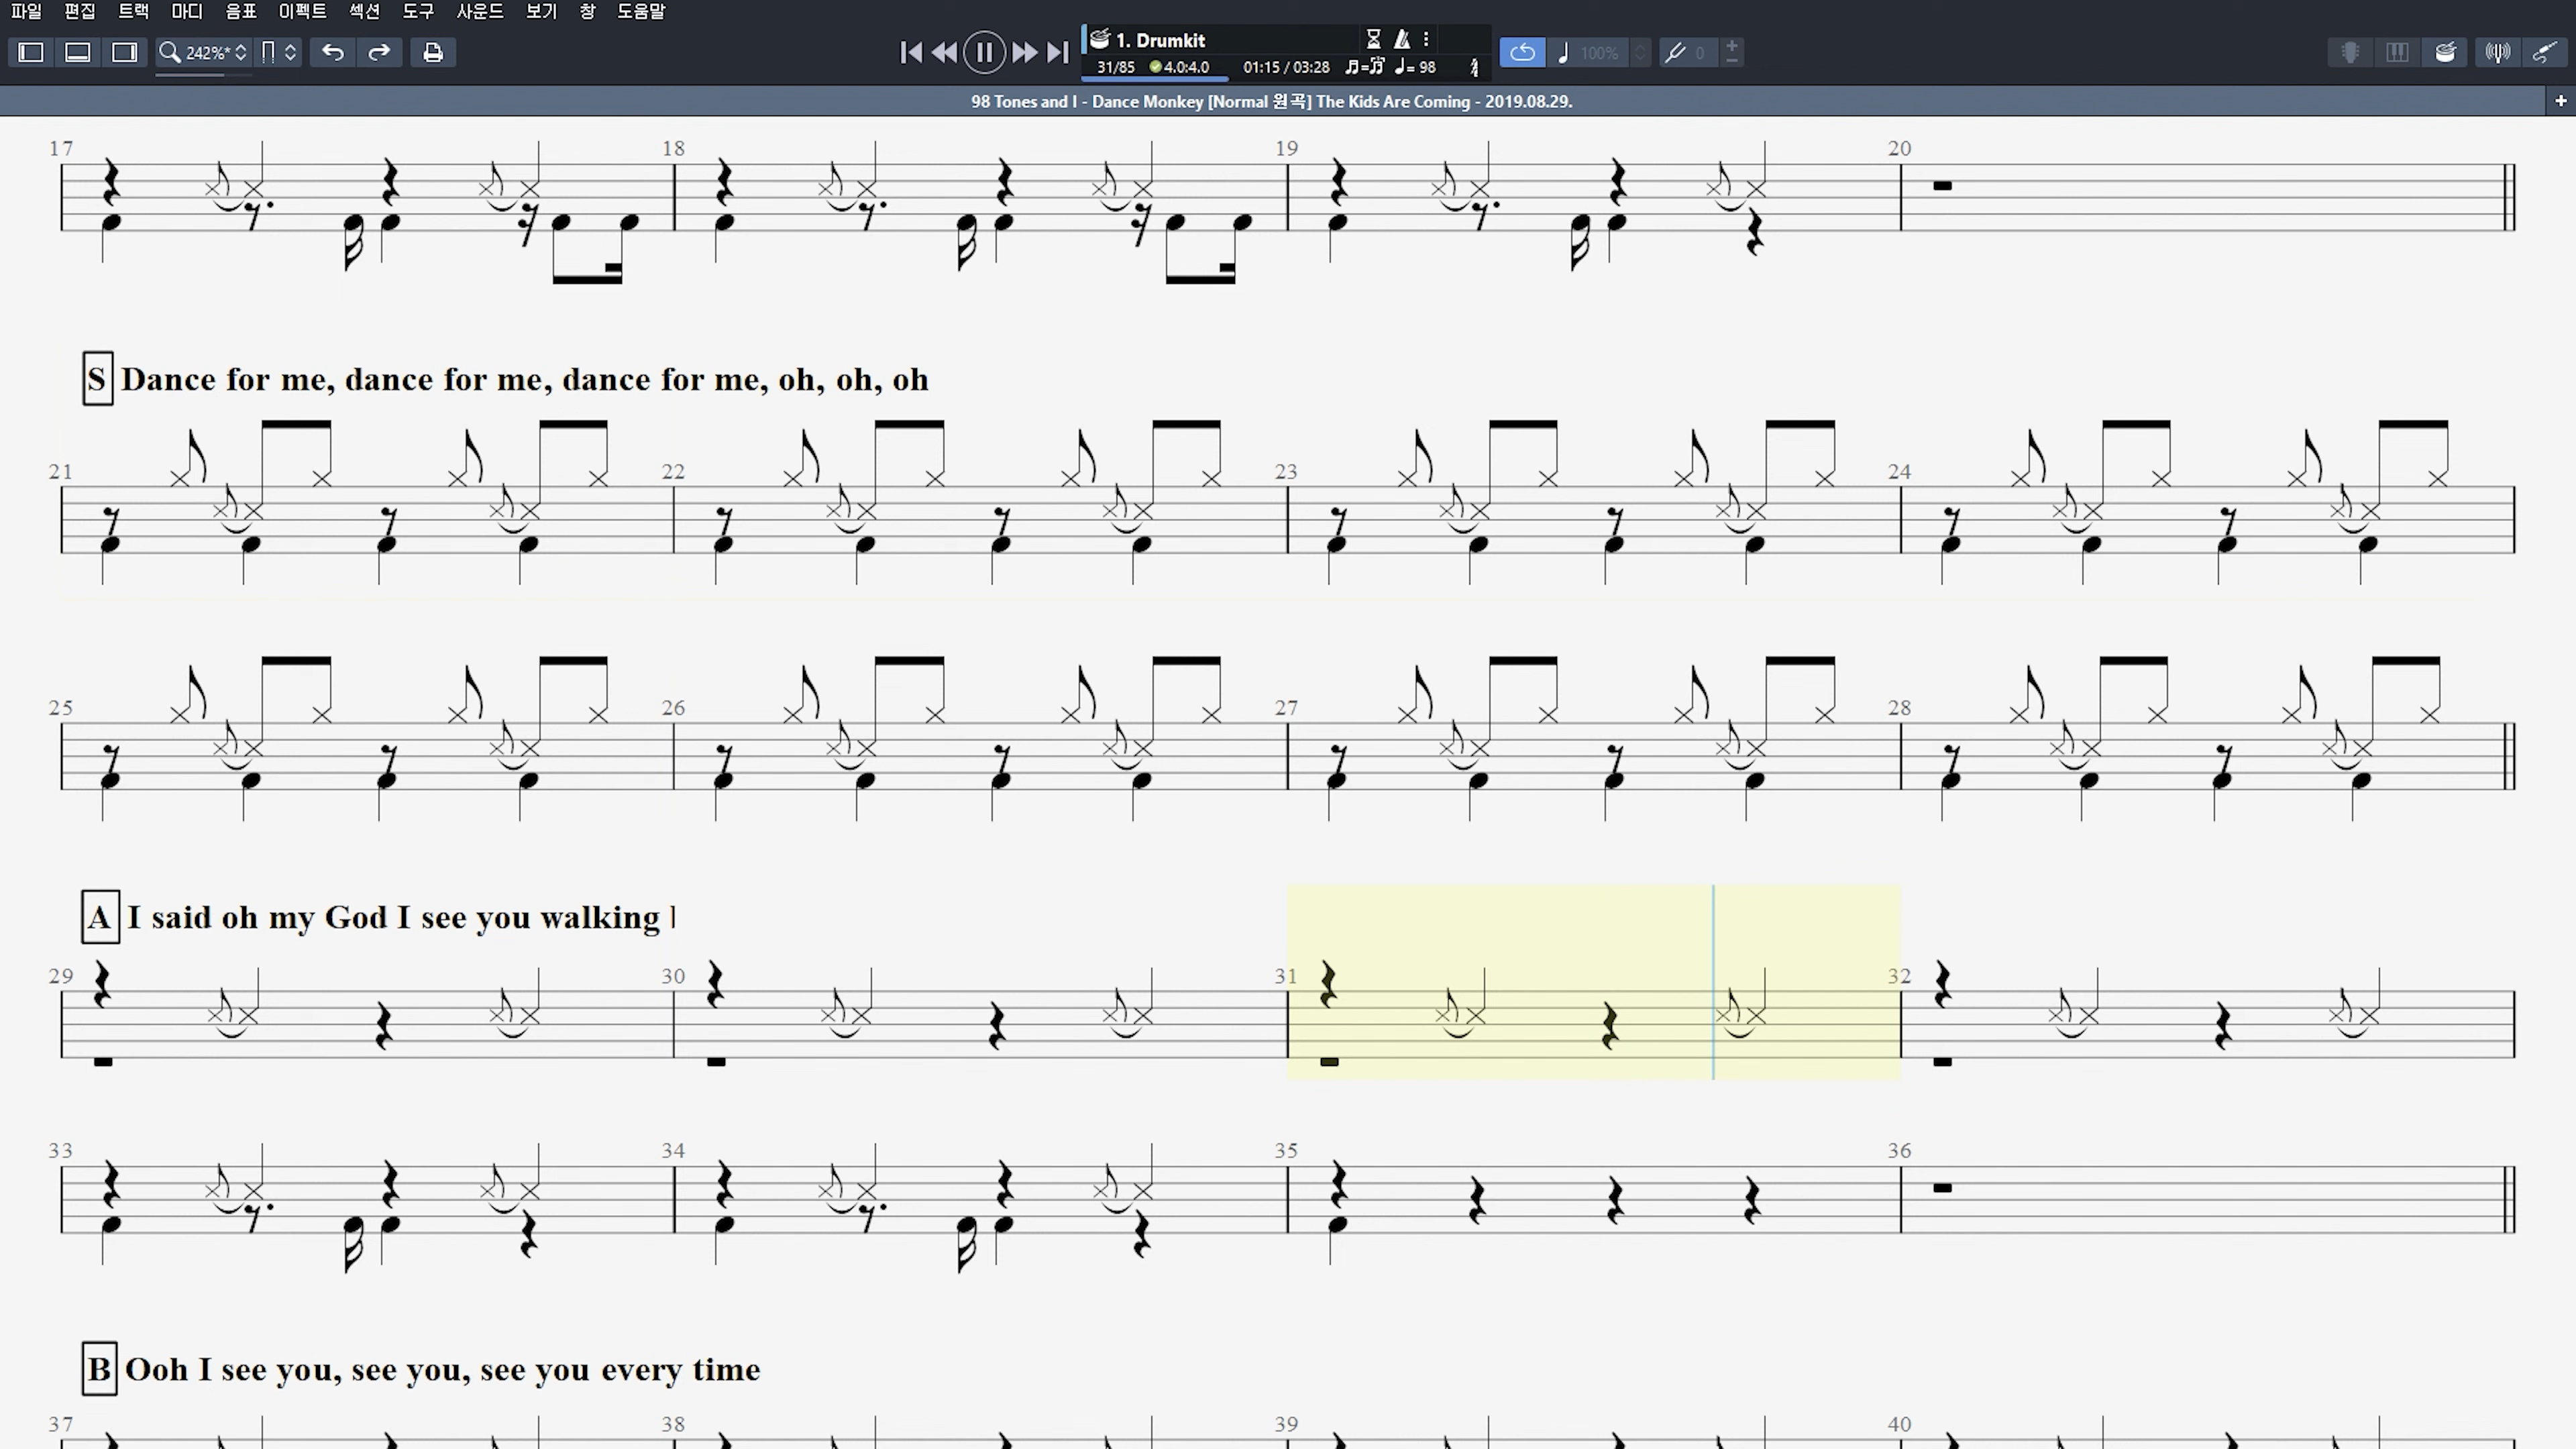 파일 편집 트랙 마디 음표 이펙트 섹션 도구 사운드 보기 창 도움말
242%* 1. Drumkit 100% 0
31/85 4.0:4.0 01:15 / 03:28 = 98
98 Tones and I - Dance Monkey [Normal 원곡] The Kids Are Coming - 2019.08.29.
17 18 19 20
S Dance for me, dance for me, dance for me, oh, oh, oh
21 22 23 24
25 26 27 28
A I said oh my God I see you walking
29 30 31 32
33 34 35 36
B Ooh I see you, see you, see you every time
37 38 39 40